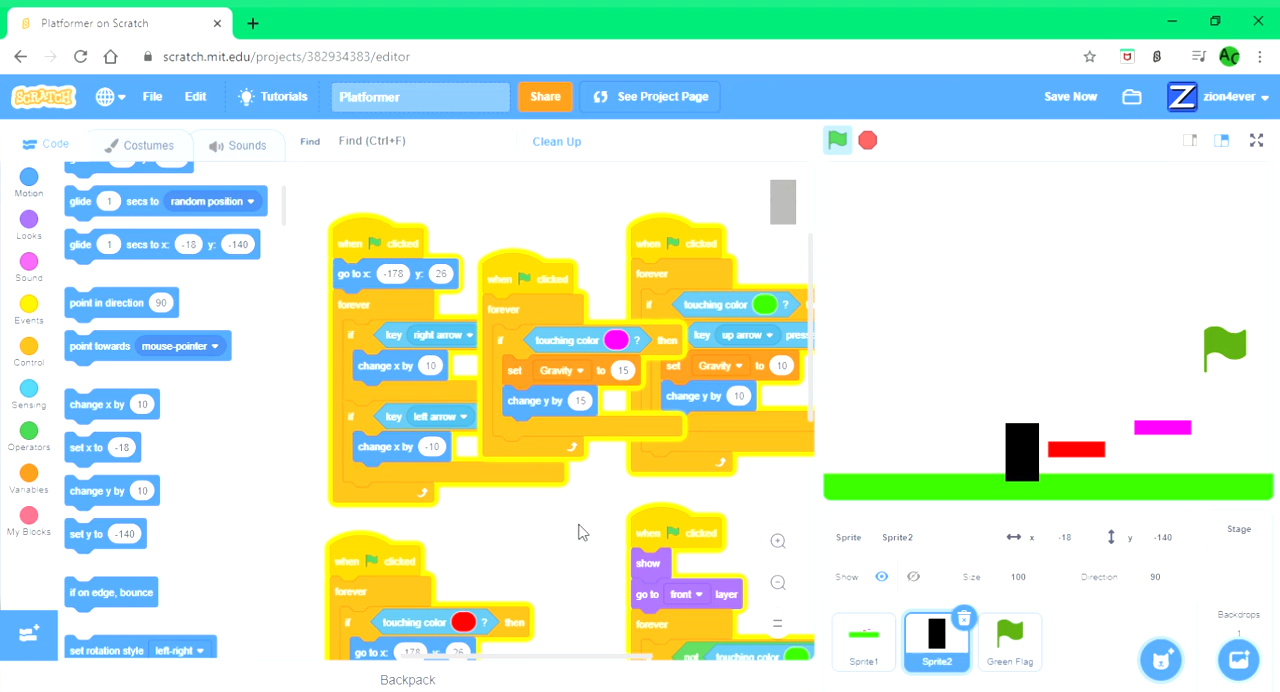 Platformer on Scratch
scratch.mit.edu/projects/382934383/editor
SCRATCH
File Edit Tutorials Platformer Share See Project Page Save Now zion4ever
Code Costumes Sounds Find Find (Ctrl+F) Clean Up
Motion
Looks
Sound
Events
Control
Sensing
Operators
Variables
My Blocks
glide 1 secs to random position
glide 1 secs to x: -18 y: -140
point in direction 90
point towards mouse-pointer
change x by 10
set x to -18
change y by 10
set y to -140
if on edge, bounce
set rotation style left-right
when clicked
go to x: -178 y: 26
forever
if key right arrow
change x by 10
if key left arrow
change x by -10
when clicked
forever
if touching color ? then
set Gravity to 15
change y by 15
when clicked
forever
if touching color ?
key up arrow
set Gravity to 10
change y by 10
when clicked
forever
if touching color ? then
go to x: -178 y: 26
when clicked
show
go to front layer
forever
not touching color
Backpack
Sprite Sprite2 x -18 y -140
Show Size 100 Direction 90
Sprite1
Sprite2
Green Flag
Stage
Backdrops
1